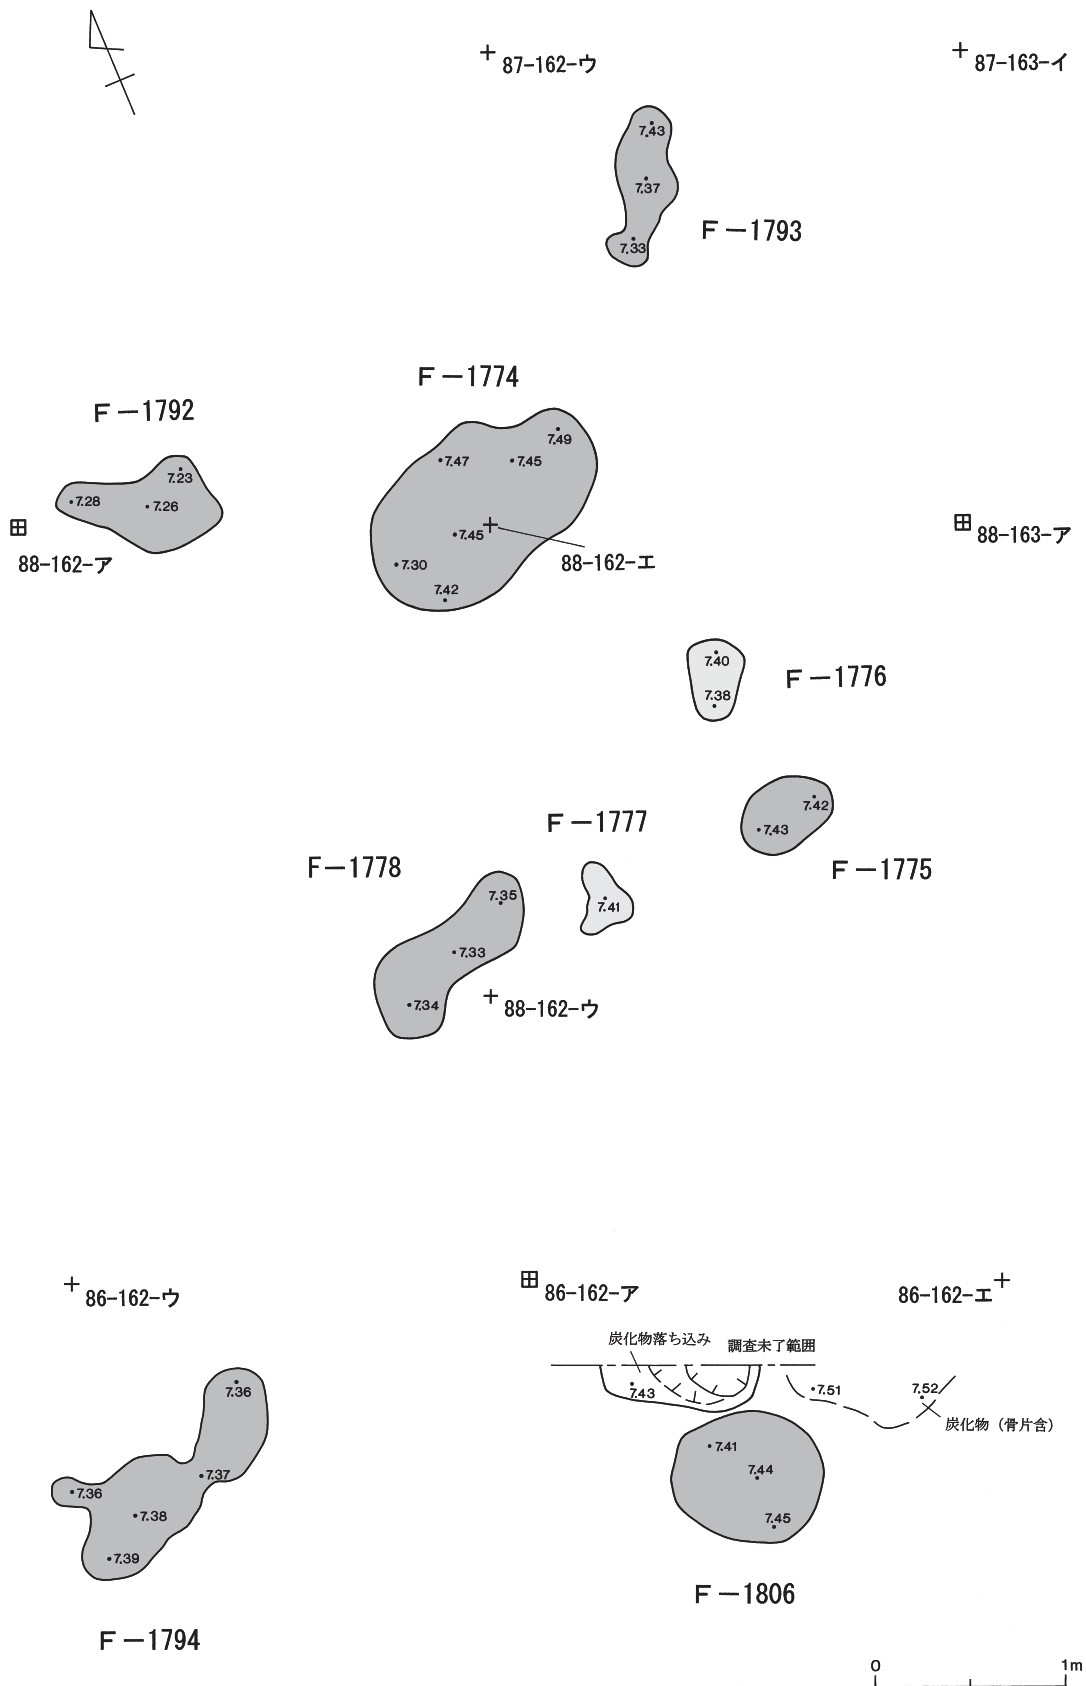 87-162-ウ
87-163-イ
7.43
7.37
7.33
F－1793
F－1774
F－1792
7.49
7.47
7.45
7.23
7.28
7.26
7.45
88-162-ア
88-162-エ
88-163-ア
7.30
7.42
7.40
7.38
F－1776
7.42
7.43
F－1777
F－1775
F－1778
7.35
7.41
7.33
7.34
88-162-ウ
86-162-ウ
86-162-ア
86-162-エ
炭化物落ち込み
調査未了範囲
7.43
7.51
7.52
炭化物（骨片含）
7.36
7.41
7.44
7.37
7.36
7.38
7.45
7.39
F－1806
F－1794
0
1m